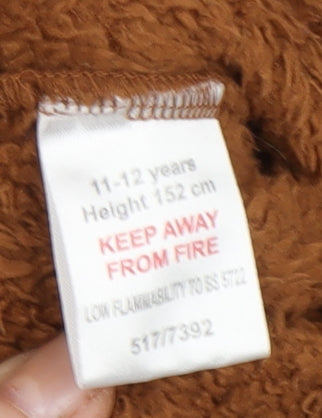 11-12 years
Height 152 cm
KEEP AWAY
FROM FIRE
LOW FLAMMABILITY TO BS 5722
517/7392